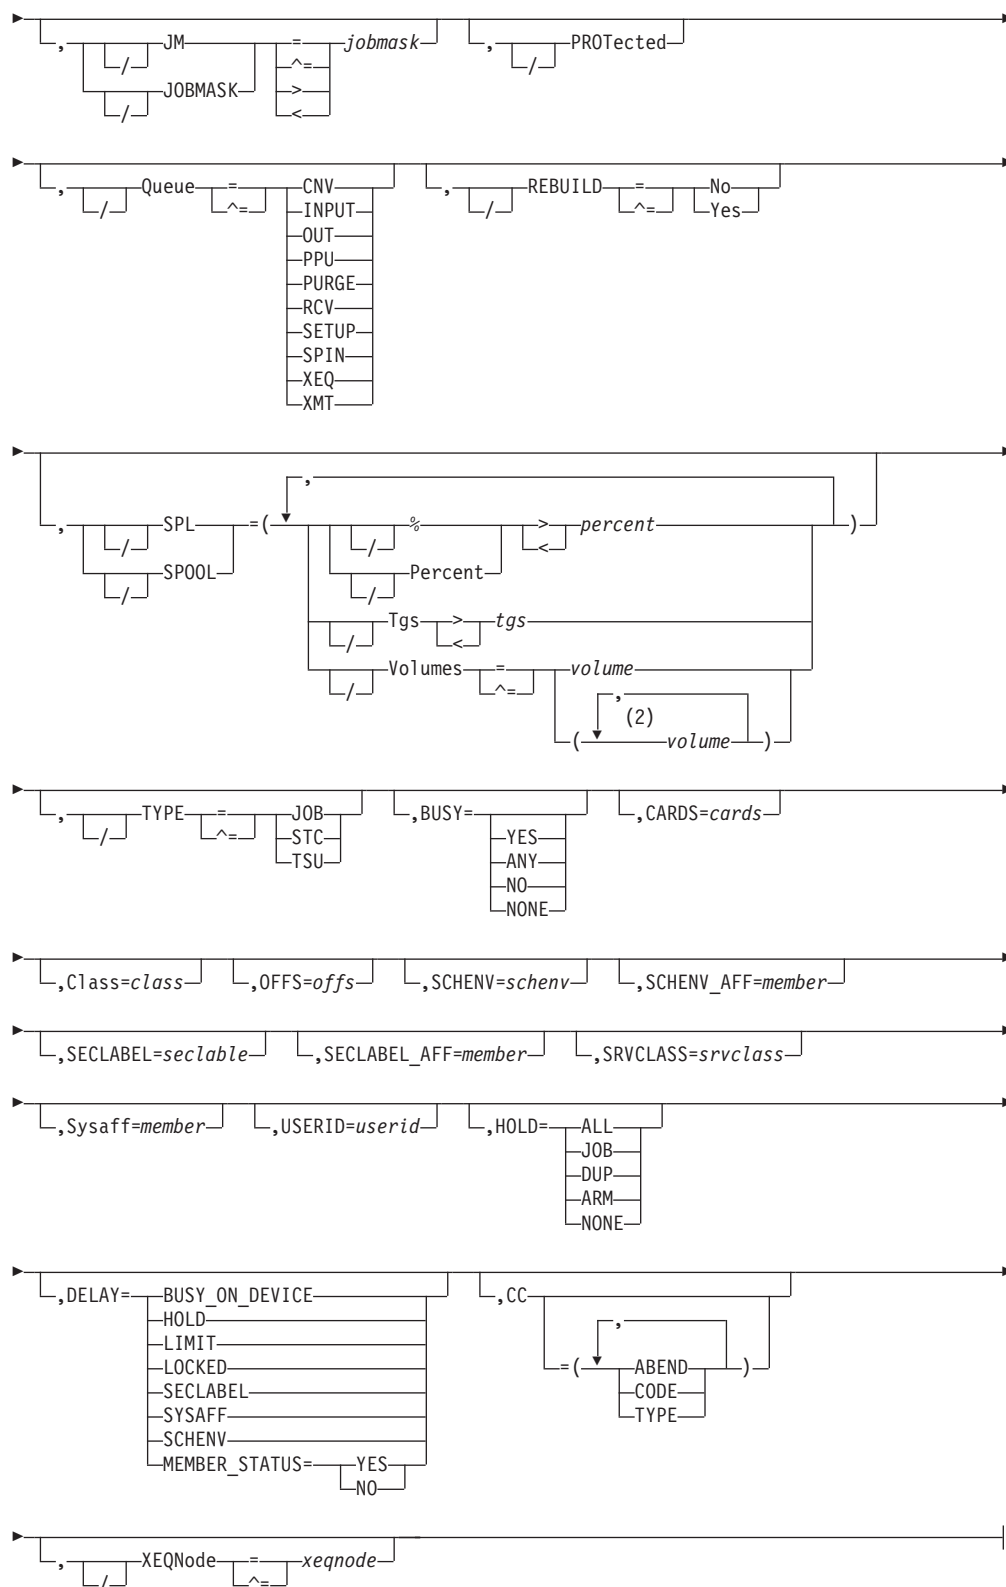 , JM = jobmask , PROTected
/ ^= /
JOBMASK >
/ <
, Queue = CNV , REBUILD = No
/ ^= INPUT / ^= Yes
OUT
PPU
PURGE
RCV
SETUP
SPIN
XEQ
XMT
,
, SPL =( % > percent )
/ / <
SPOOL Percent
/ /
Tgs > tgs
/ <
Volumes = volume
/ ^= ,
(2)
( volume )
, TYPE = JOB ,BUSY= ,CARDS=cards
/ ^= STC YES
TSU ANY
NO
NONE
,Class=class ,OFFS=offs ,SCHENV=schenv ,SCHENV_AFF=member
,SECLABEL=seclable ,SECLABEL_AFF=member ,SRVCLASS=srvclass
,Sysaff=member ,USERID=userid ,HOLD= ALL
JOB
DUP
ARM
NONE
,DELAY= BUSY_ON_DEVICE ,CC
HOLD ,
LIMIT =( ABEND )
LOCKED CODE
SECLABEL TYPE
SYSAFF
SCHENV
MEMBER_STATUS= YES
NO
, XEQNode = xeqnode
/ ^=